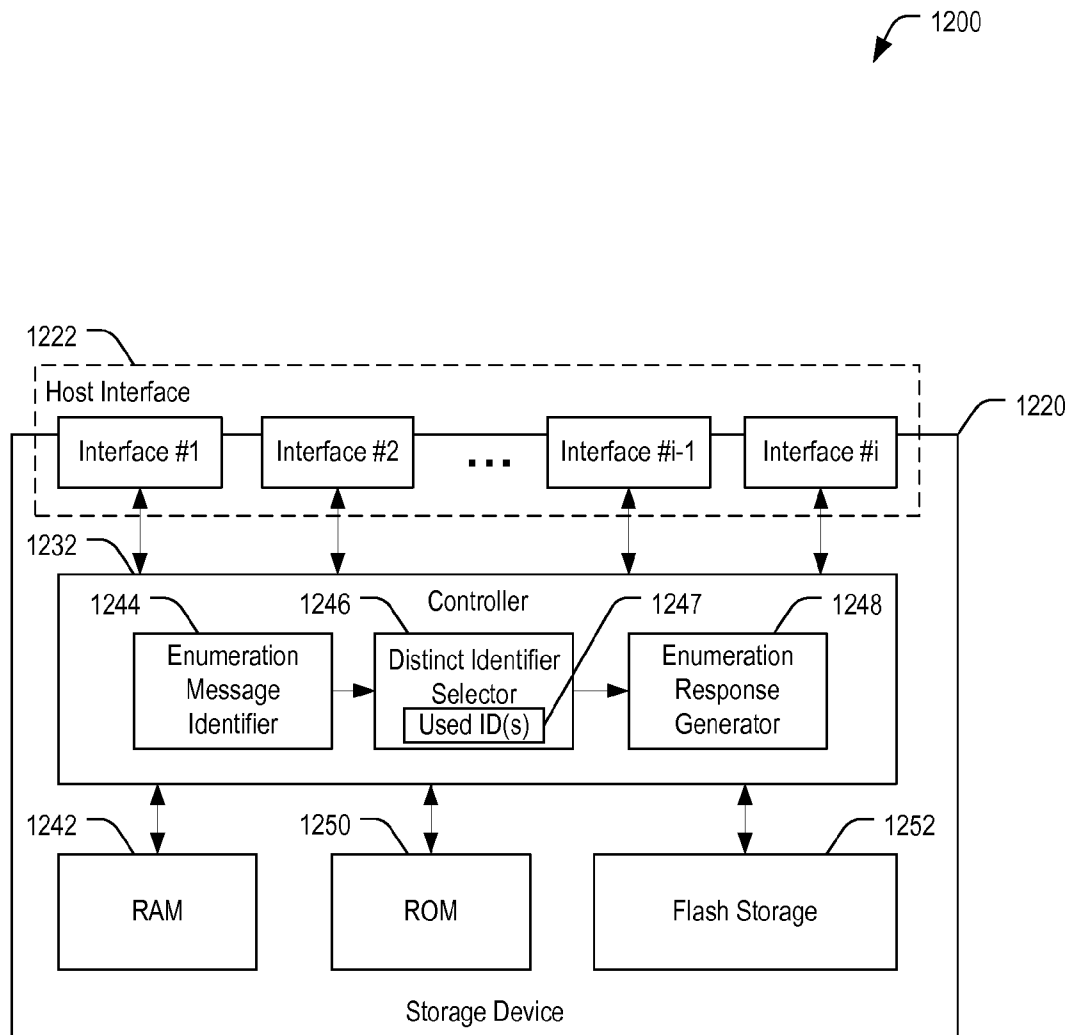 1200
1222
Host Interface
1220
Interface #1
Interface #2
...
Interface #i-1
Interface #i
1232
Controller
1244
1246
1247
1248
Enumeration
Message
Identifier
Distinct Identifier
Selector
Used ID(s)
Enumeration
Response
Generator
1242
1250
1252
RAM
ROM
Flash Storage
Storage Device